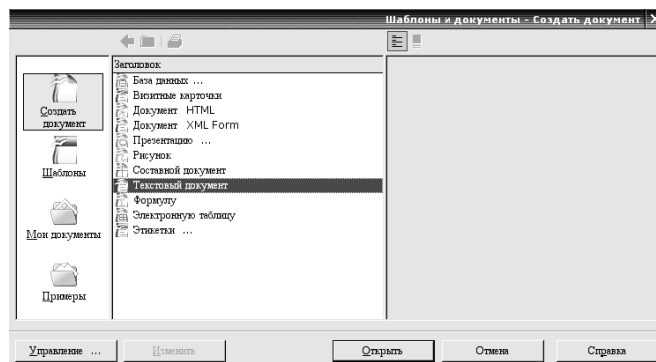 Шаблоны и документы - Создать документ
Заголовок
Создать
документ
Шаблоны
Мои документы
Примеры
База данных ...
Визитные карточки
Документ HTML
Документ XML Form
Презентацию ...
Рисунок
Составной документ
Текстовый документ
Формулу
Электронную таблицу
Этикетки ...
Управление ...
Изменить
Открыть
Отмена
Справка